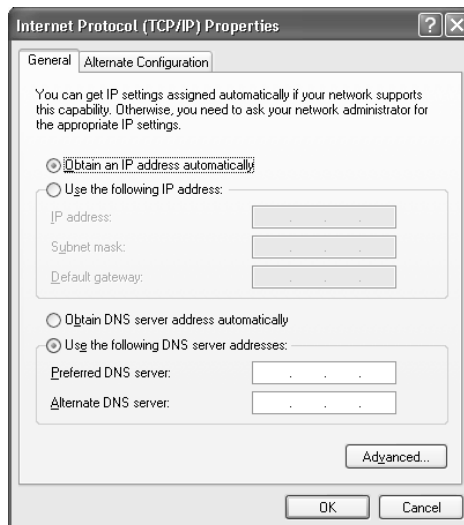 Internet Protocol (TCP/IP) Properties
General
Alternate Configuration
You can get IP settings assigned automatically if your network supports
this capability. Otherwise, you need to ask your network administrator for
the appropriate IP settings.
Obtain an IP address automatically
Use the following IP address:
IP address:
Subnet mask:
Default gateway:
Obtain DNS server address automatically
Use the following DNS server addresses:
Preferred DNS server:
Alternate DNS server:
Advanced...
OK
Cancel